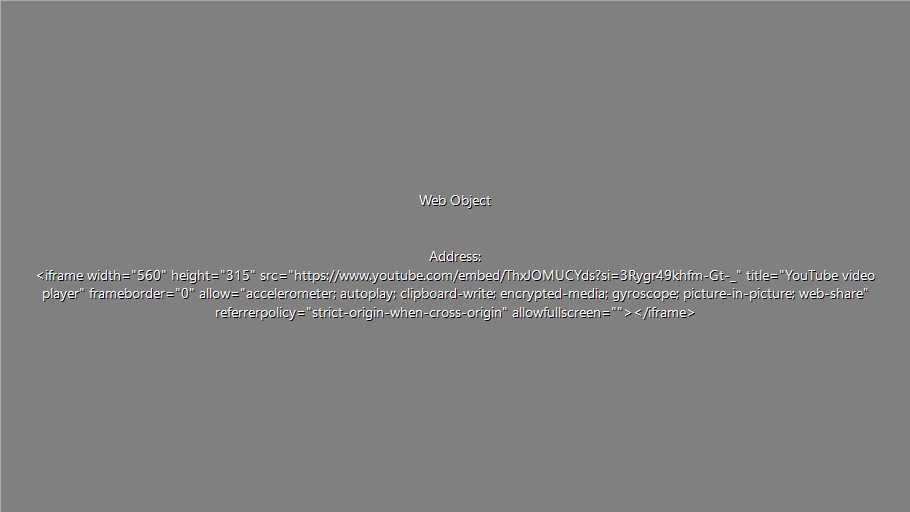 Web Object
Address:
<iframe width="560" height="315" src="https://www.youtube.com/embed/ThxJOMUCYds?si=3Rygr49khfm-Gt-_" title="YouTube video
player" frameborder="0" allow="accelerometer; autoplay; clipboard-write; encrypted-media; gyroscope; picture-in-picture; web-share"
referrerpolicy="strict-origin-when-cross-origin" allowfullscreen=""></iframe>